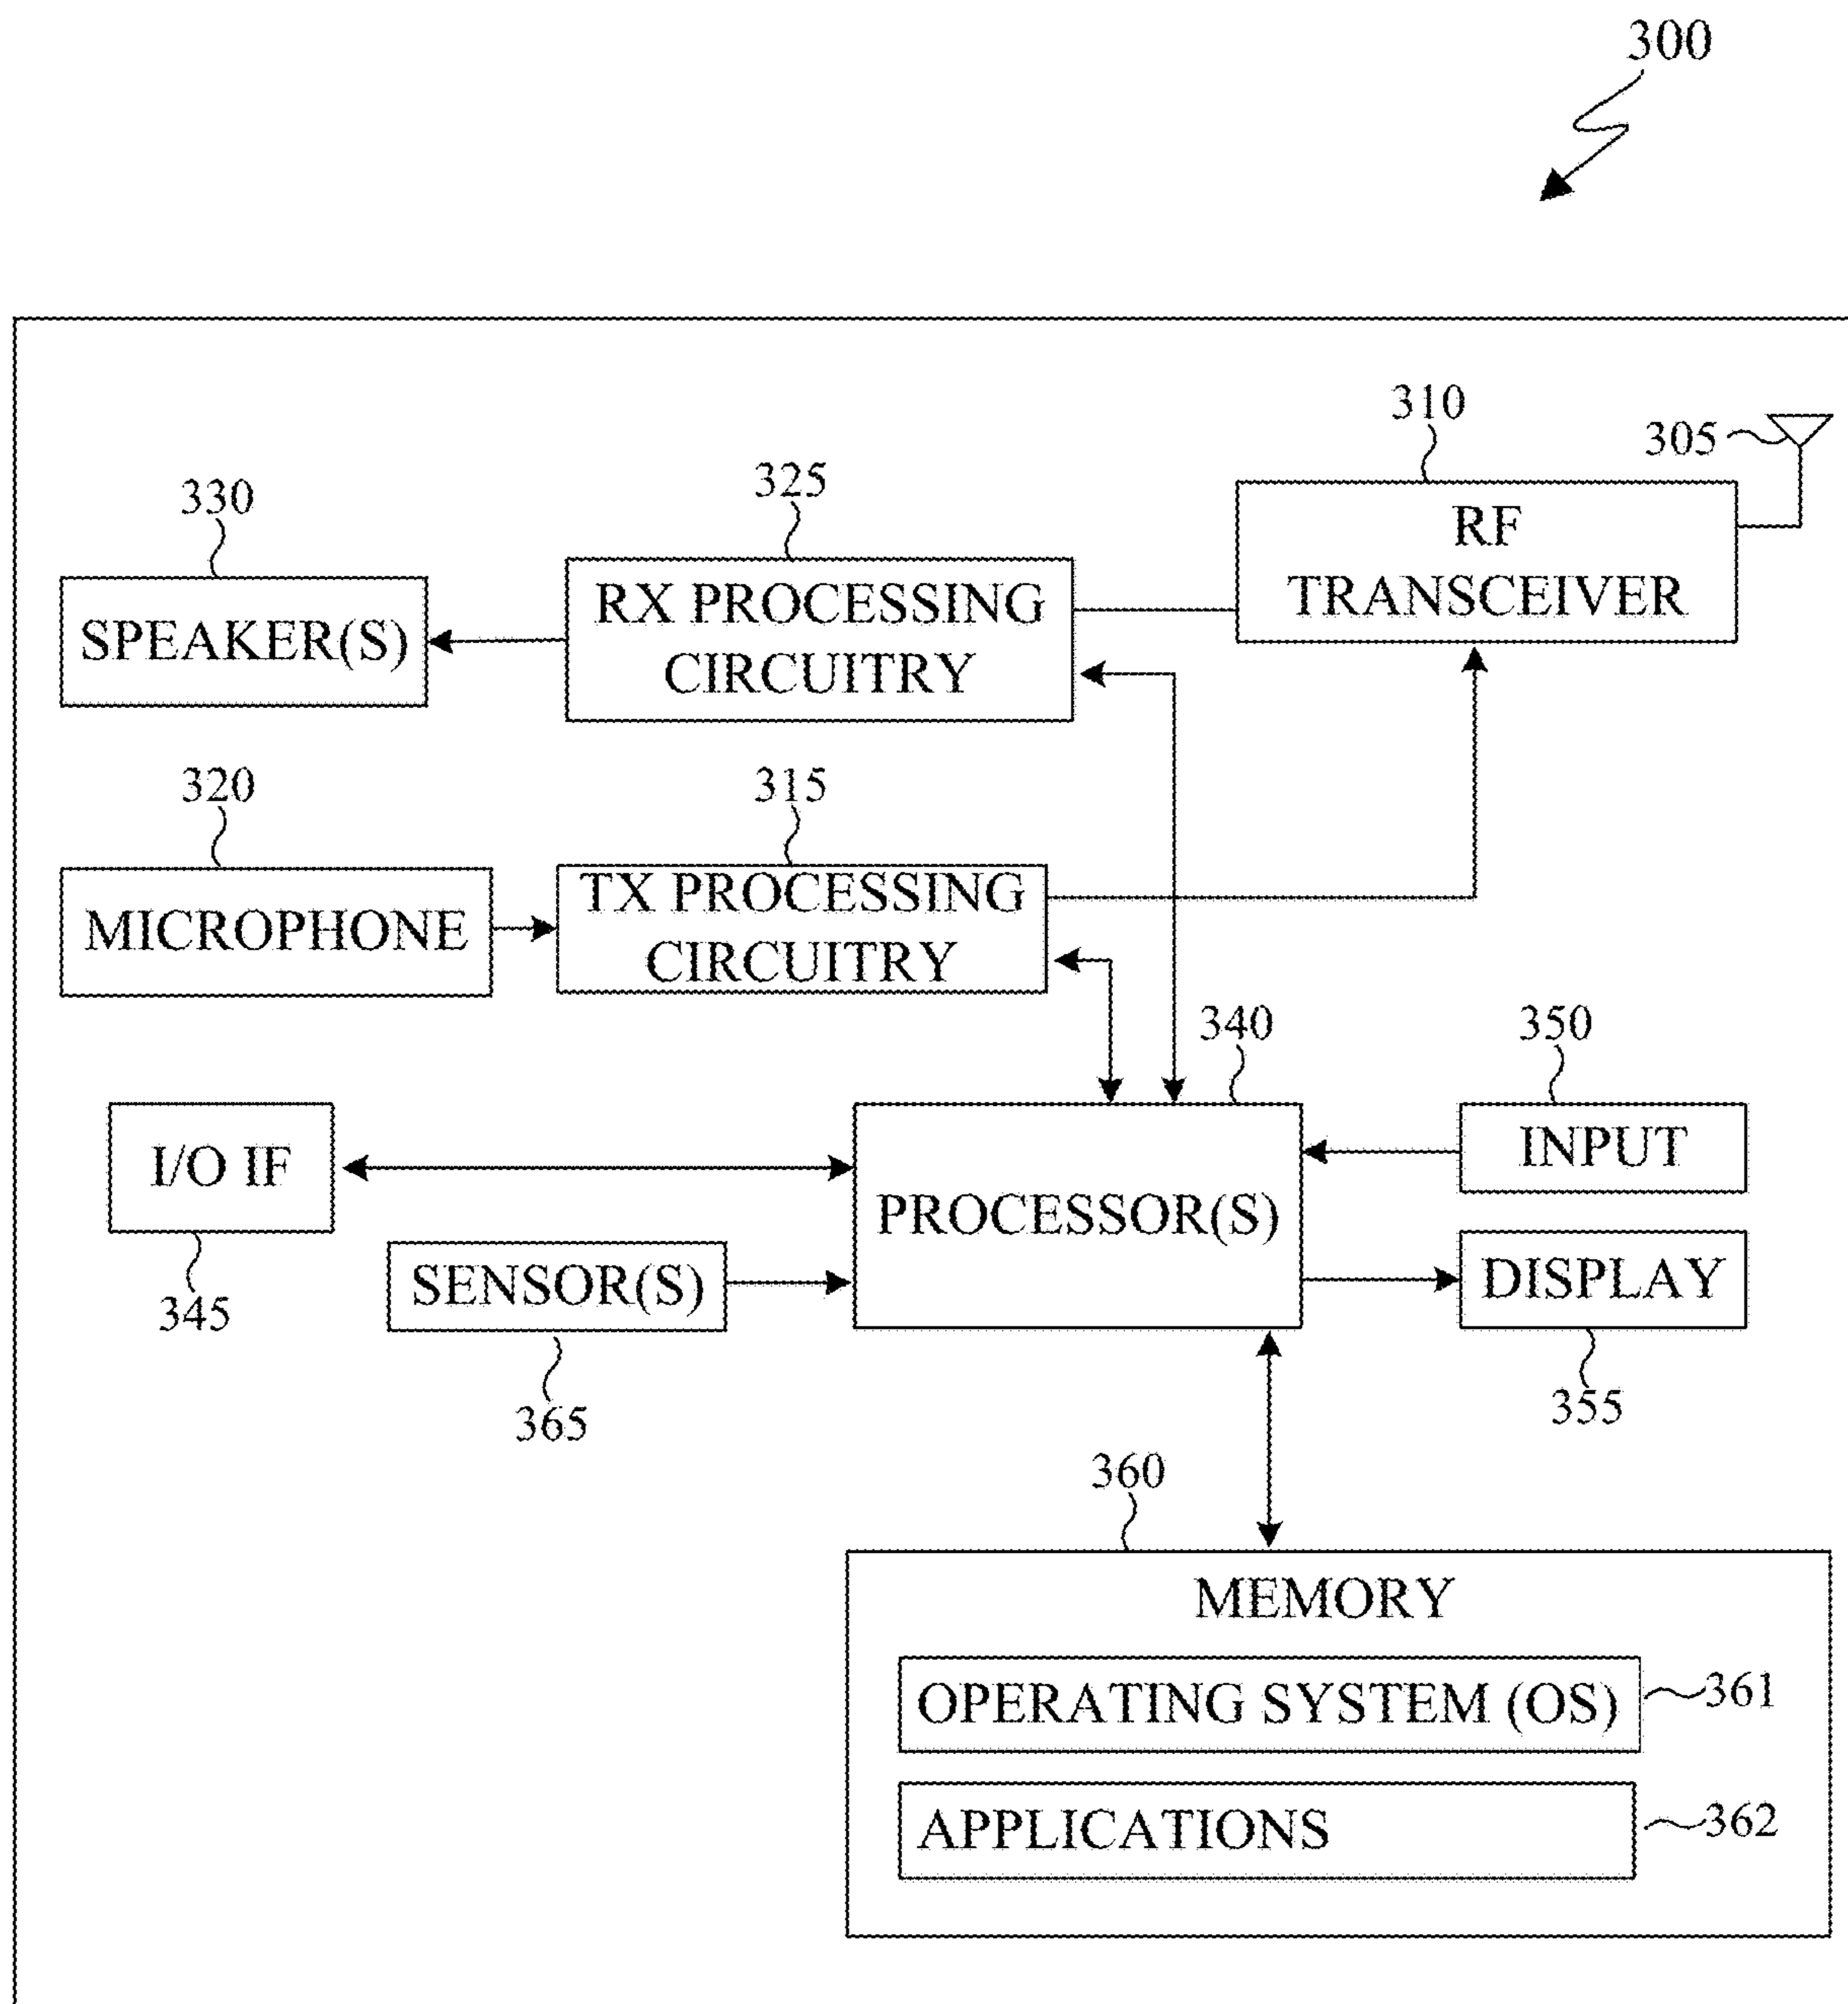 300
310
305
325
330
RF
TRANSCEIVER
RX PROCESSING
CIRCUITRY
SPEAKER(S)
320
315
MICROPHONE
TX PROCESSING
CIRCUITRY
340
350
I/O IF
INPUT
PROCESSOR(S)
SENSOR(S)
DISPLAY
345
365
355
360
MEMORY
OPERATING SYSTEM (OS)
361
APPLICATIONS
362